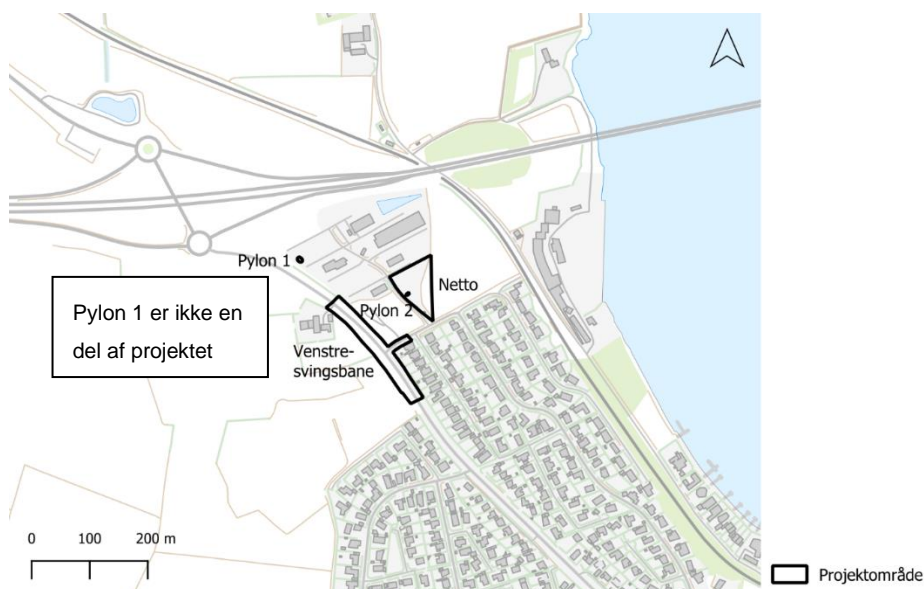 Pylon 1
Netto
Pylon 2
Pylon 1 er ikke en
del af projektet
Venstre-
svingsbane
0 100 200 m
Projektområde